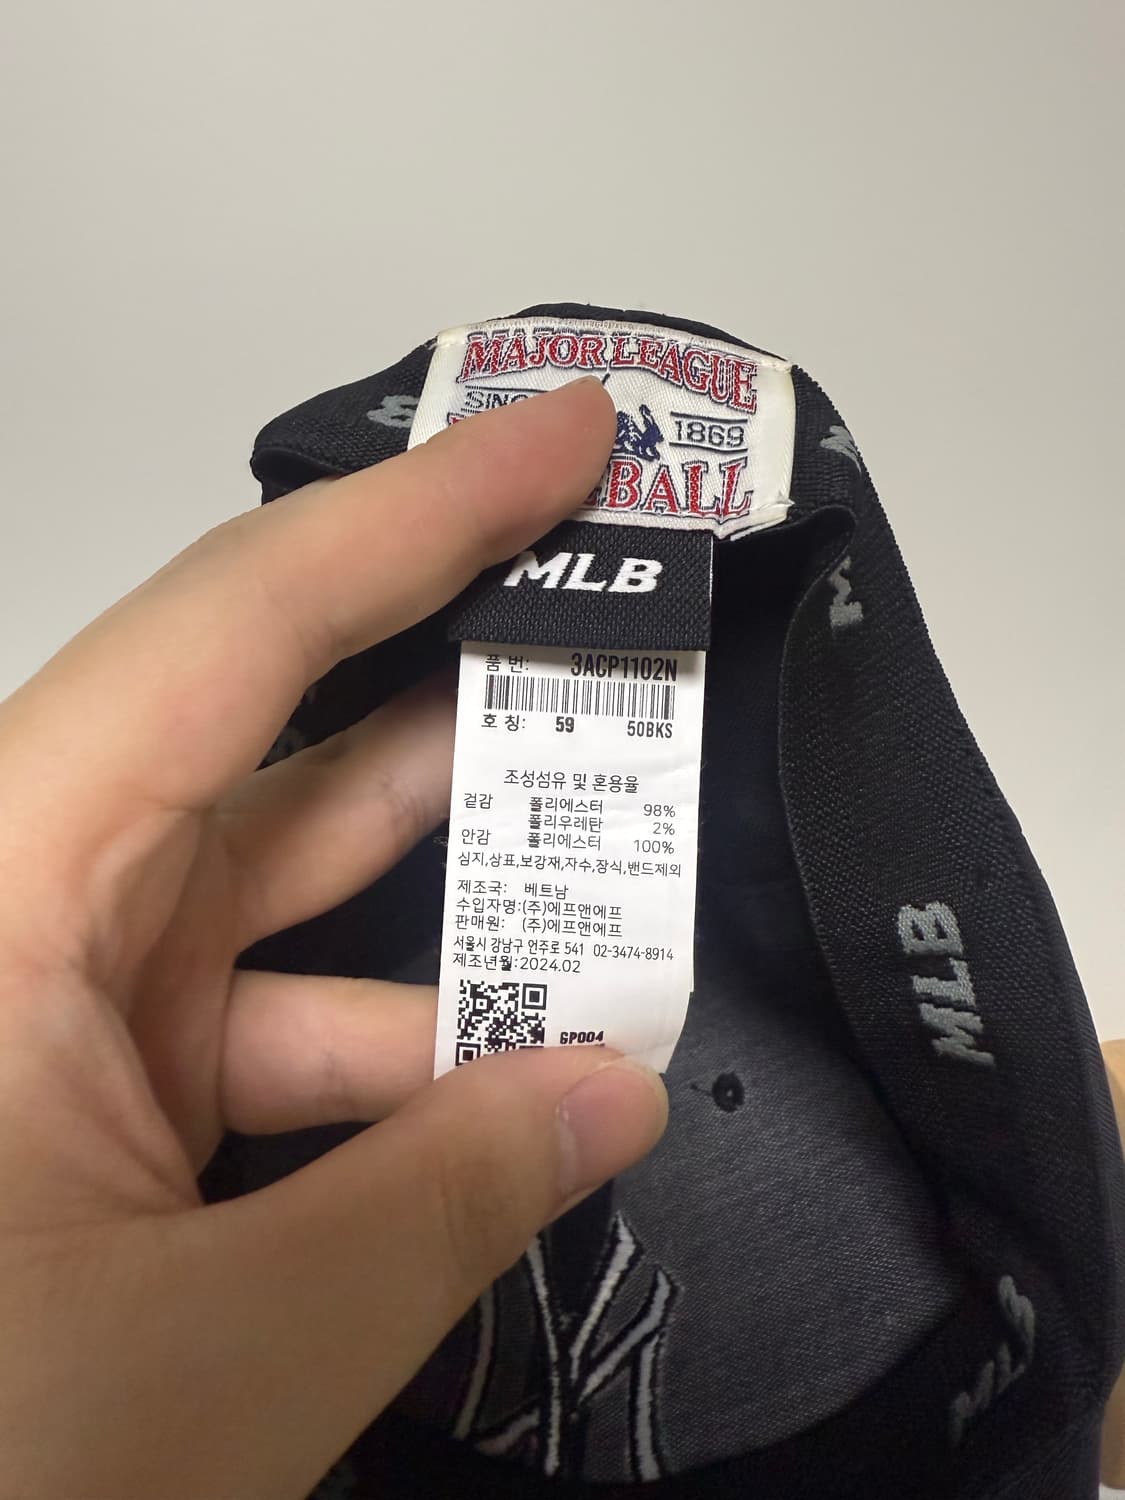 MAJOR LEAGUE
1869
MLB
품 번: 3ACP1102N
호 칭: 59 50BKS
조성섬유 및 혼용율
겉감 폴리에스터 98%
폴리우레탄 2%
안감 폴리에스터 100%
심지,상표,보강재,자수,장식,밴드제외
제조국: 베트남
수입자명:(주)에프앤에프
판매원: (주)에프앤에프
서울시 강남구 언주로 541 02-3474-8914
제조년월:2024.02
GP004
MLB
MLB